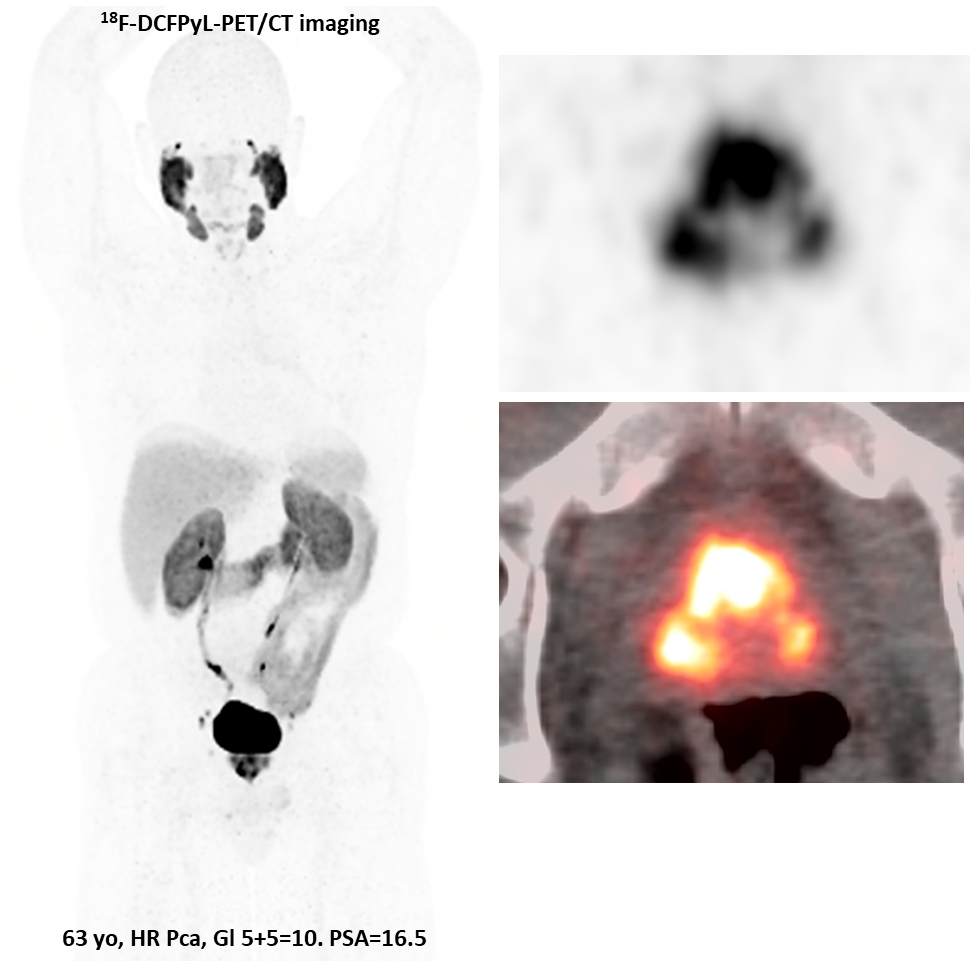 ¹⁸F-DCFPyL-PET/CT imaging
63 yo, HR Pca, Gl 5+5=10. PSA=16.5